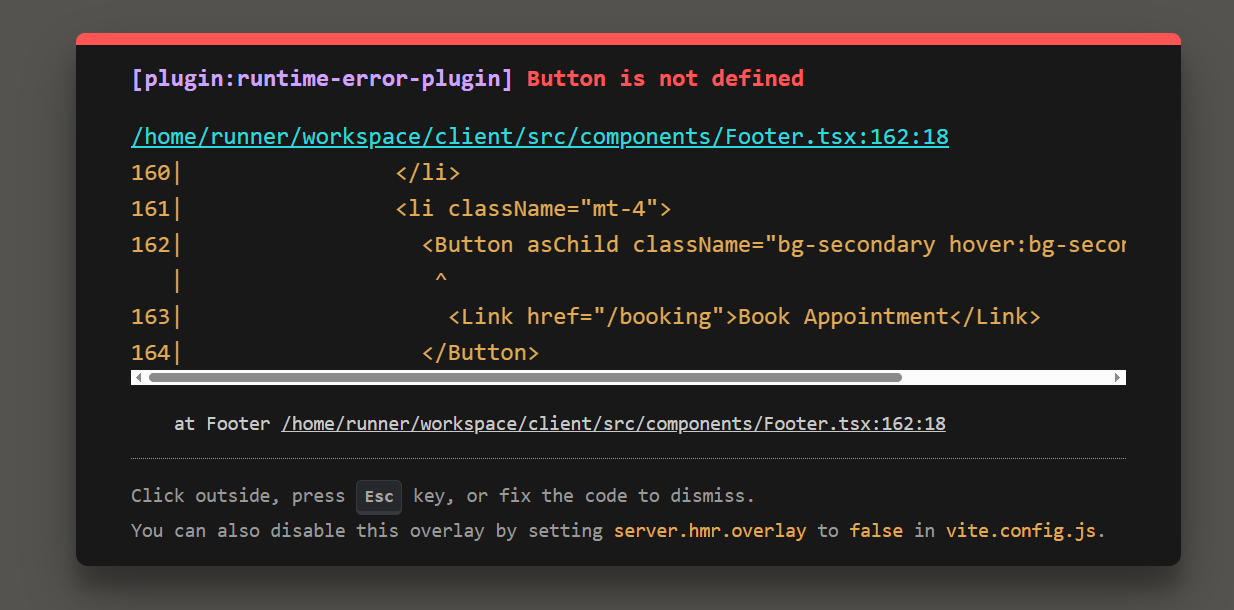 [plugin:runtime-error-plugin] Button is not defined
/home/runner/workspace/client/src/components/Footer.tsx:162:18
160|                </li>
161|                <li className="mt-4">
162|                  <Button asChild className="bg-secondary hover:bg-secon
   |                   ^
163|                    <Link href="/booking">Book Appointment</Link>
164|                  </Button>
at Footer /home/runner/workspace/client/src/components/Footer.tsx:162:18
Click outside, press Esc key, or fix the code to dismiss.
You can also disable this overlay by setting server.hmr.overlay to false in vite.config.js.